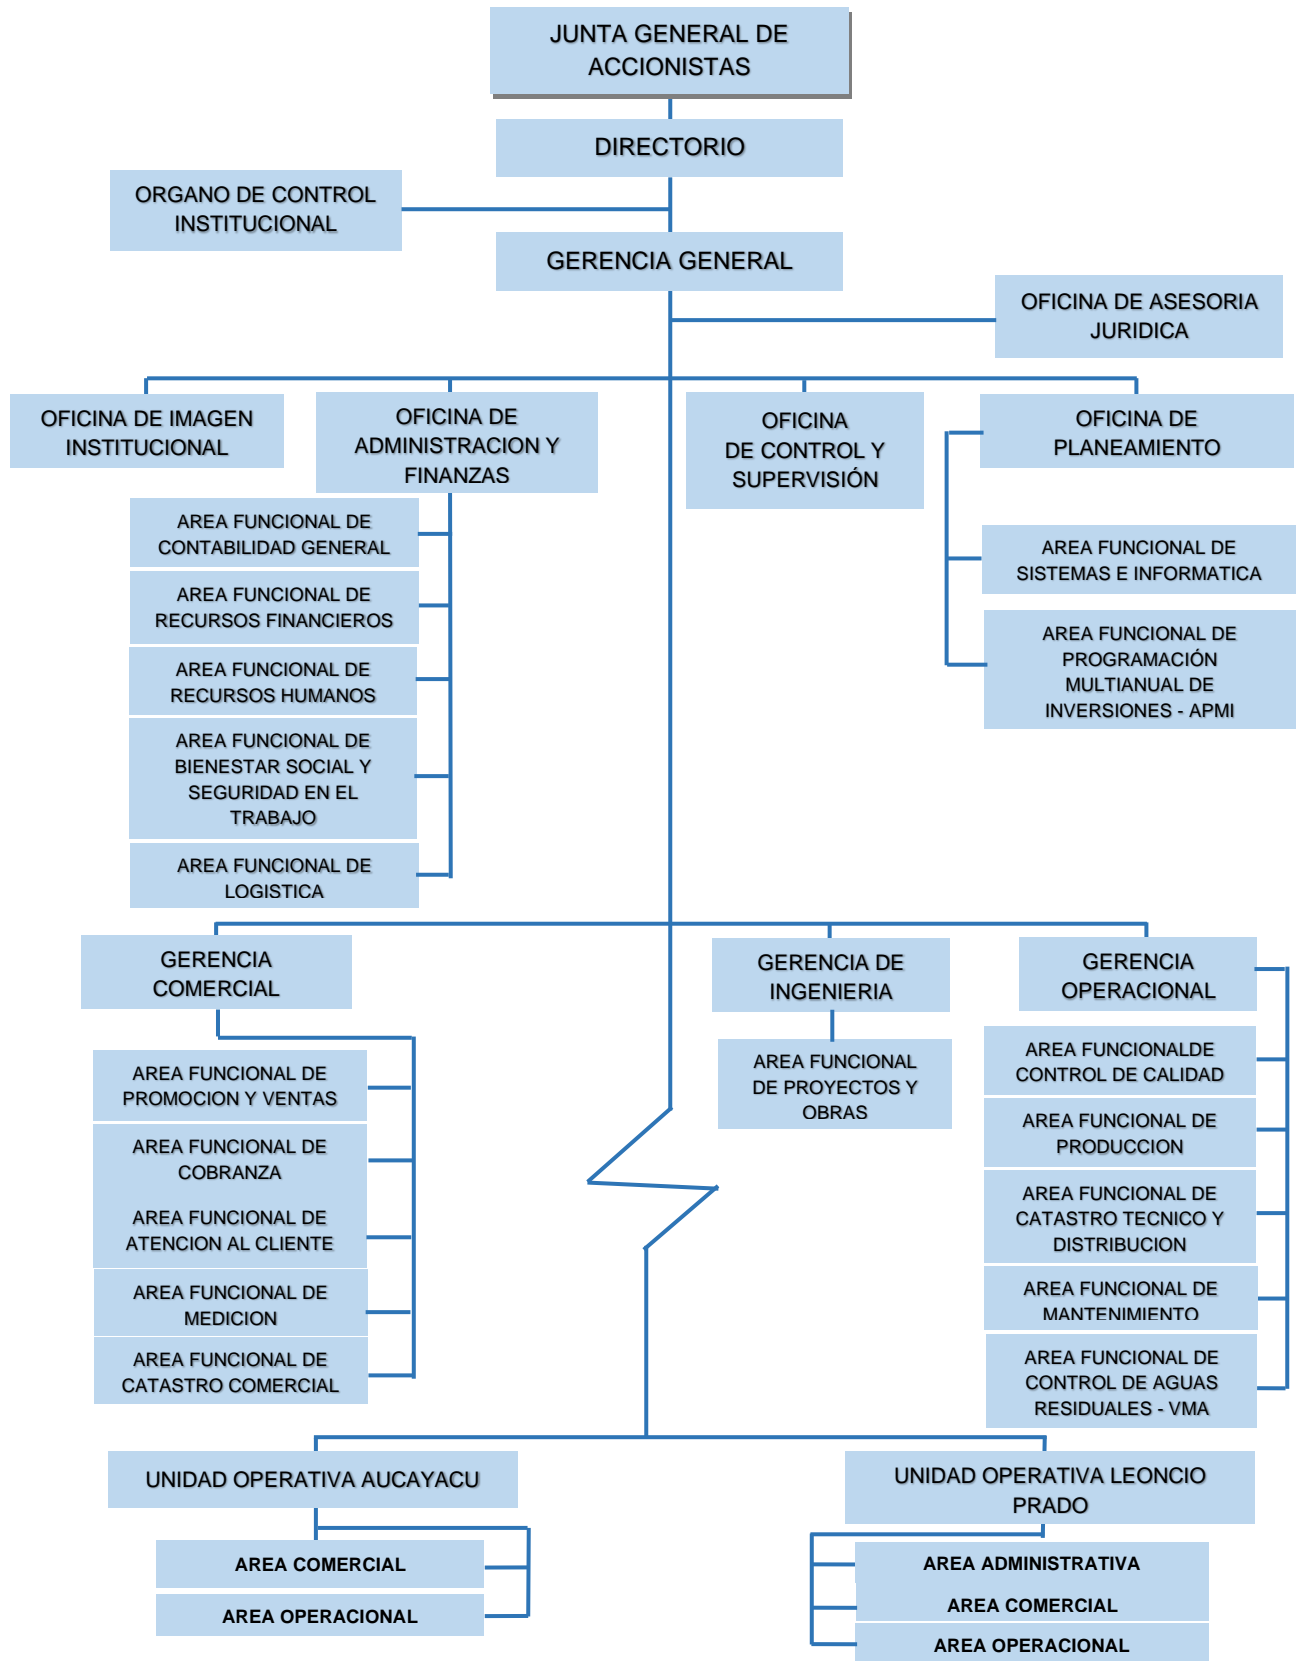 JUNTA GENERAL DE
ACCIONISTAS
DIRECTORIO
ORGANO DE CONTROL
INSTITUCIONAL
GERENCIA GENERAL
OFICINA DE ASESORIA
JURIDICA
OFICINA DE IMAGEN
INSTITUCIONAL
OFICINA DE
ADMINISTRACION Y
FINANZAS
OFICINA
DE CONTROL Y
SUPERVISIÓN
OFICINA DE
PLANEAMIENTO
AREA FUNCIONAL DE
CONTABILIDAD GENERAL
AREA FUNCIONAL DE
RECURSOS FINANCIEROS
AREA FUNCIONAL DE
RECURSOS HUMANOS
AREA FUNCIONAL DE
BIENESTAR SOCIAL Y
SEGURIDAD EN EL
TRABAJO
AREA FUNCIONAL DE
LOGISTICA
AREA FUNCIONAL DE
SISTEMAS E INFORMATICA
AREA FUNCIONAL DE
PROGRAMACIÓN
MULTIANUAL DE
INVERSIONES - APMI
GERENCIA
COMERCIAL
GERENCIA DE
INGENIERIA
GERENCIA
OPERACIONAL
AREA FUNCIONAL DE
PROMOCION Y VENTAS
AREA FUNCIONAL DE
COBRANZA
AREA FUNCIONAL DE
ATENCION AL CLIENTE
AREA FUNCIONAL DE
MEDICION
AREA FUNCIONAL DE
CATASTRO COMERCIAL
AREA FUNCIONAL
DE PROYECTOS Y
OBRAS
AREA FUNCIONALDE
CONTROL DE CALIDAD
AREA FUNCIONAL DE
PRODUCCION
AREA FUNCIONAL DE
CATASTRO TECNICO Y
DISTRIBUCION
AREA FUNCIONAL DE
MANTENIMIENTO
AREA FUNCIONAL DE
CONTROL DE AGUAS
RESIDUALES - VMA
UNIDAD OPERATIVA AUCAYACU
AREA COMERCIAL
AREA OPERACIONAL
UNIDAD OPERATIVA LEONCIO
PRADO
AREA ADMINISTRATIVA
AREA COMERCIAL
AREA OPERACIONAL